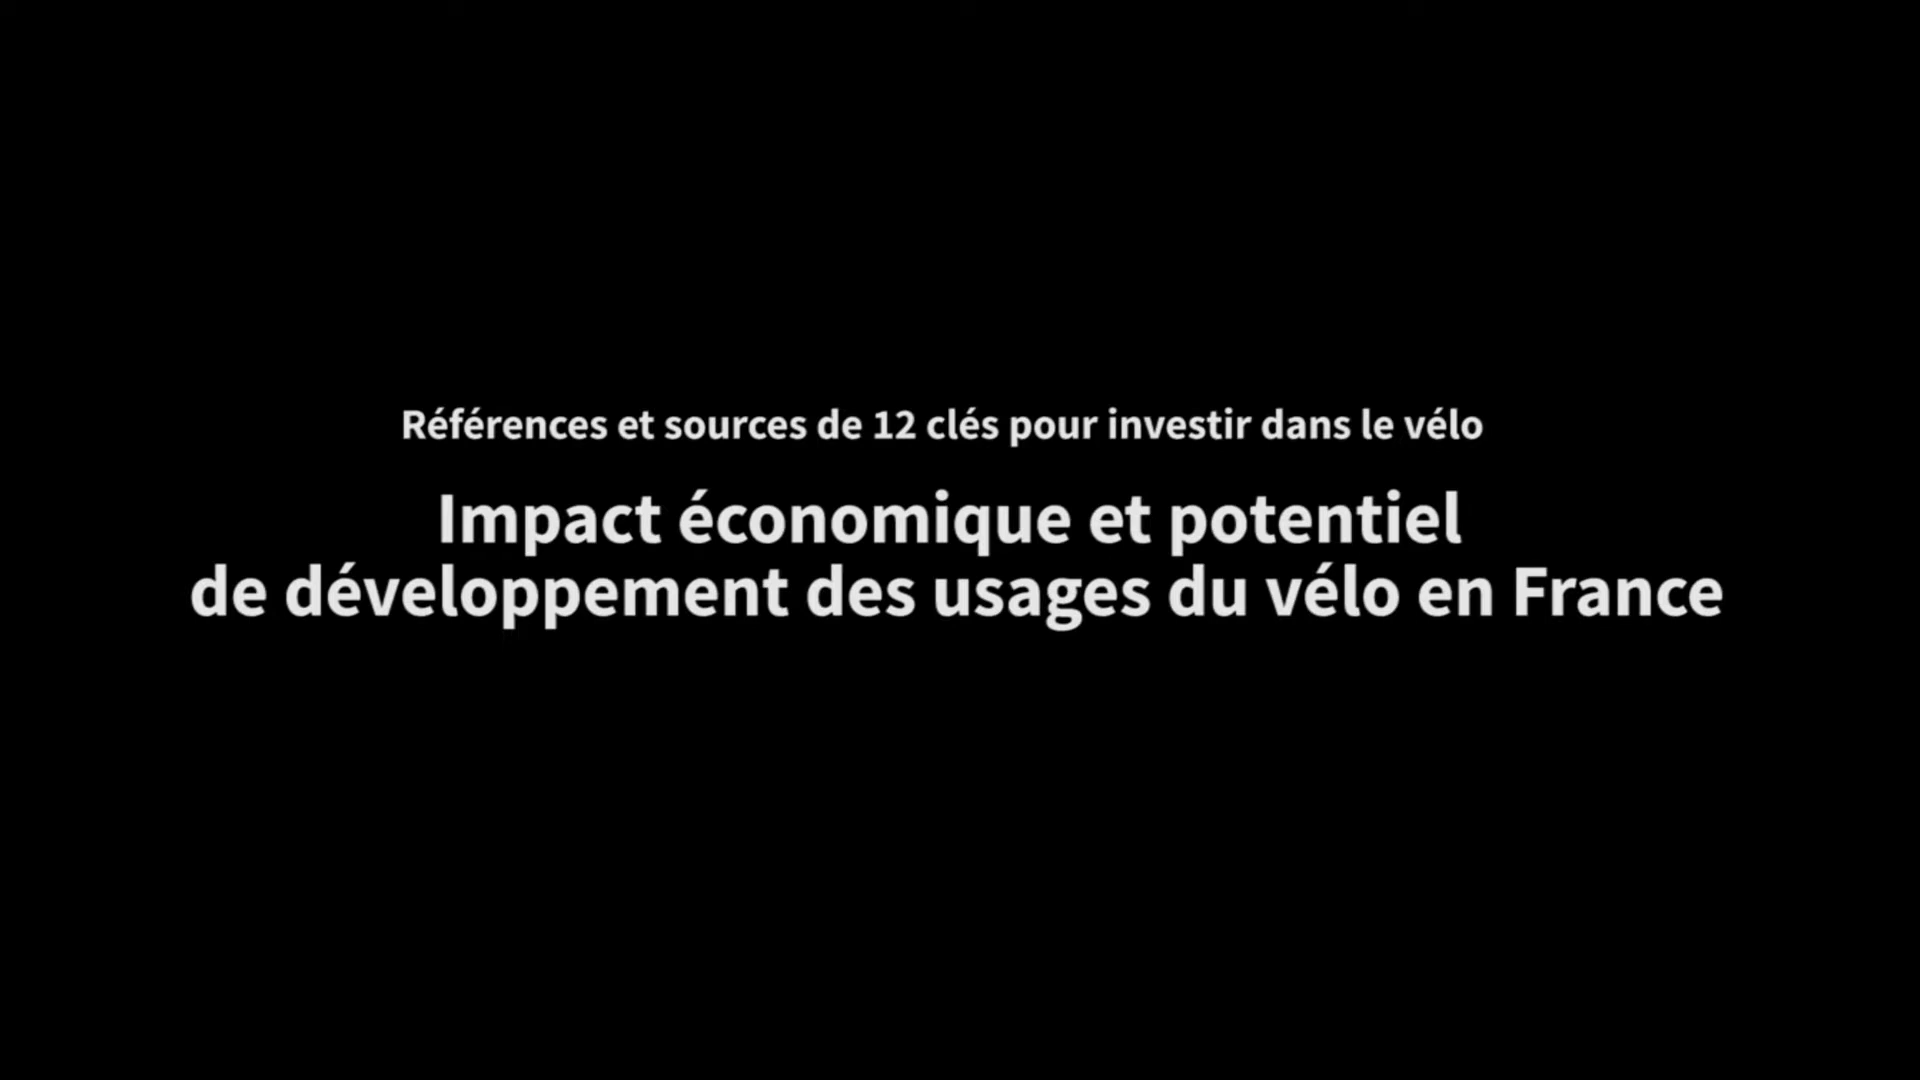 Références et sources de 12 clés pour investir dans le vélo
Impact économique et potentiel
de développement des usages du vélo en France